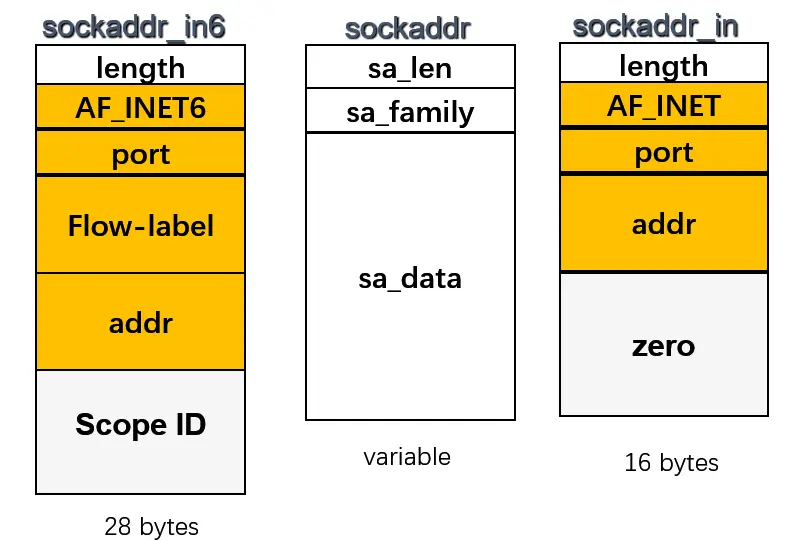 sockaddr_in6
length
AF_INET6
port
Flow-label
addr
Scope ID
28 bytes
sockaddr
sa_len
sa_family
sa_data
variable
sockaddr_in
length
AF_INET
port
addr
zero
16 bytes